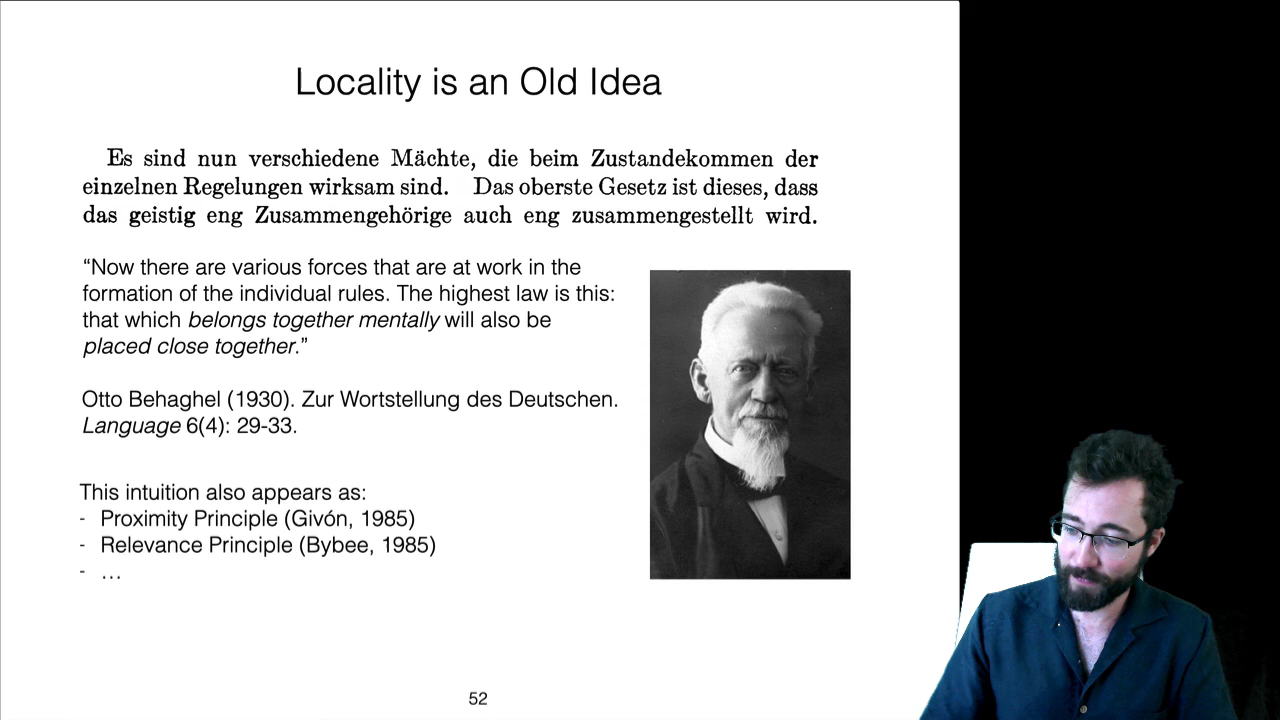 Locality is an Old Idea
Es sind nun verschiedene Mächte, die beim Zustandekommen der
einzelnen Regelungen wirksam sind. Das oberste Gesetz ist dieses, dass
das geistig eng Zusammengehörige auch eng zusammengestellt wird.
“Now there are various forces that are at work in the
formation of the individual rules. The highest law is this:
that which belongs together mentally will also be
placed close together.”
Otto Behaghel (1930). Zur Wortstellung des Deutschen.
Language 6(4): 29-33.
This intuition also appears as:
- Proximity Principle (Givón, 1985)
- Relevance Principle (Bybee, 1985)
- …
52